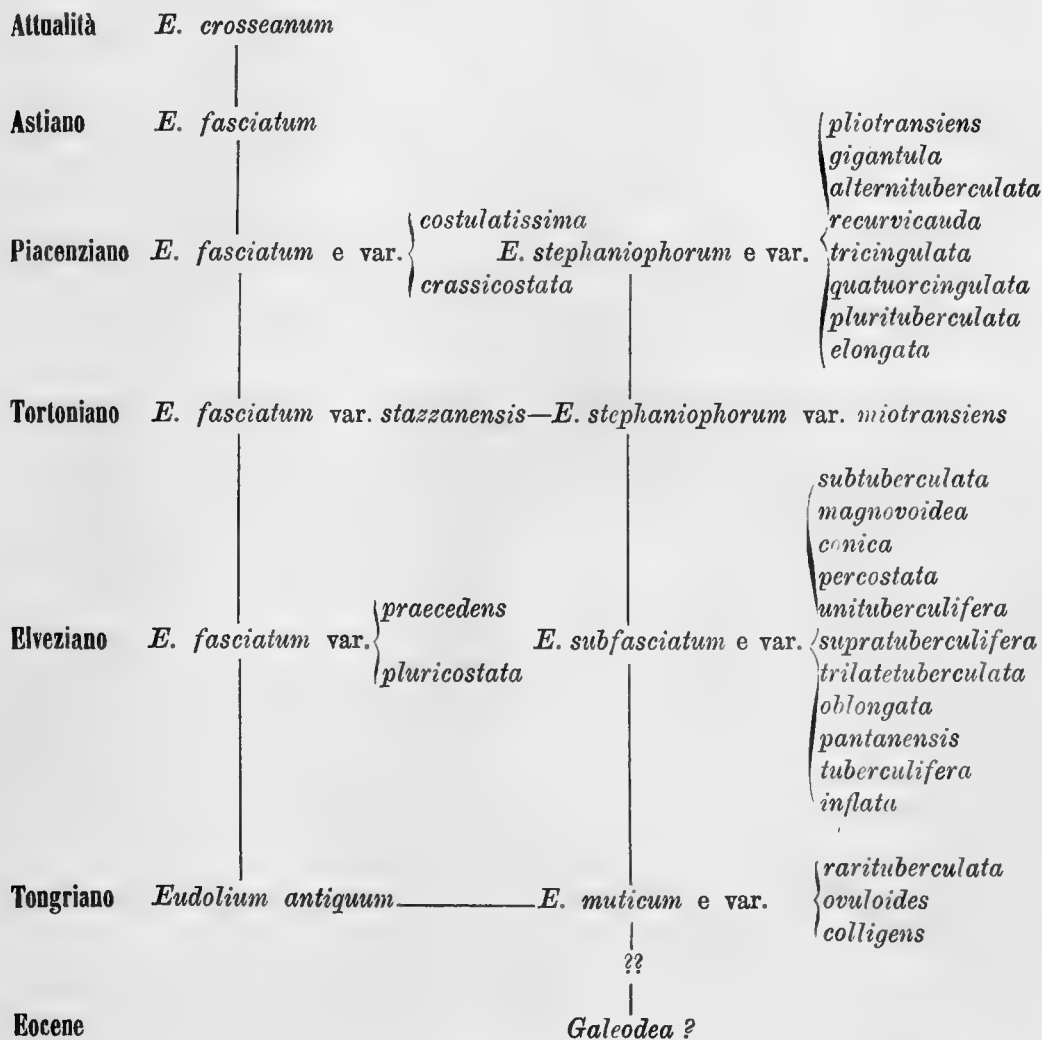 Attualità E. crosseanum
Astiano E. fasciatum
pliotransiens
gigantula
alternituberculata
recurvicauda
costulatissima
Piacenziano E. fasciatum e var. E. stephaniophorum e var. tricingulata
crassicostata
quatuorcingulata
plurituberculata
elongata
Tortoniano E. fasciatum var. stazzanensis—E. stephaniophorum var. miotransiens
subtuberculata
magnovoidea
conica
percostata
unituberculifera
praecedens
Elveziano E. fasciatum var. E. subfasciatum e var. supratuberculifera
pluricostata
trilatetuberculata
oblongata
pantanensis
tuberculifera
inflata
rarituberculata
Tongriano Eudolium antiquum—E. muticum e var. ovuloides
colligens
??
Eocene Galeodea ?